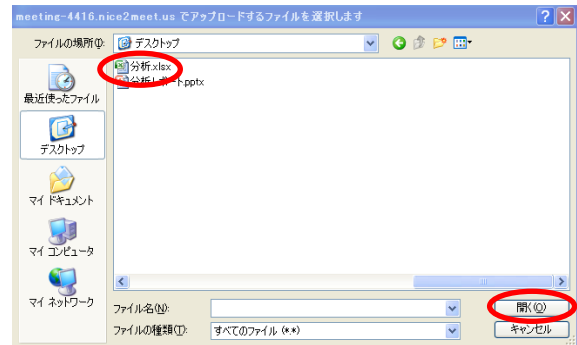 meeting-4416.nice2meet.us でアップロードするファイルを選択します
ファイルの場所(I):
デスクトップ
分析.xlsx
分析レポート.pptx
最近使ったファイル
デスクトップ
マイ ドキュメント
マイ コンピュータ
マイ ネットワーク
ファイル名(N):
開く(O)
ファイルの種類(T):
すべてのファイル (*.*)
キャンセル